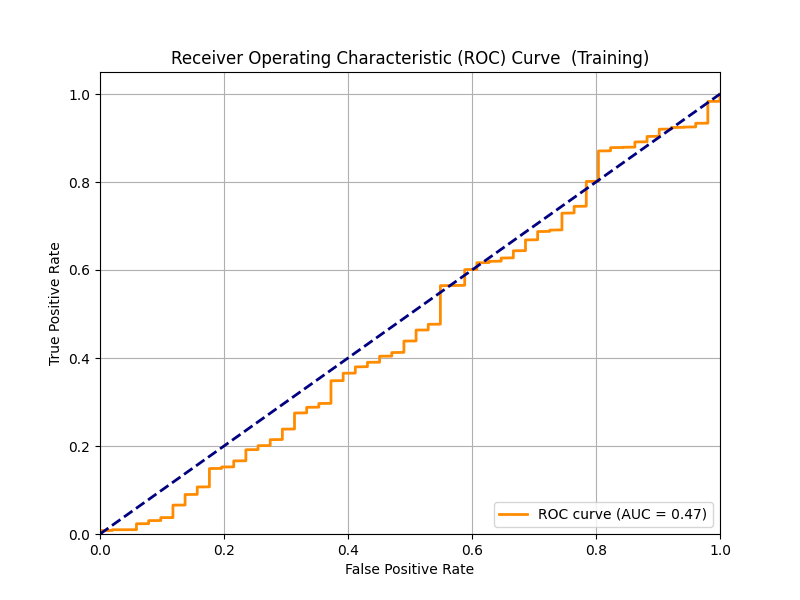 Receiver Operating Characteristic (ROC) Curve  (Training)
1.0
0.8
0.6
0.4
0.2
0.0
True Positive Rate
0.0 0.2 0.4 0.6 0.8 1.0
False Positive Rate
ROC curve (AUC = 0.47)